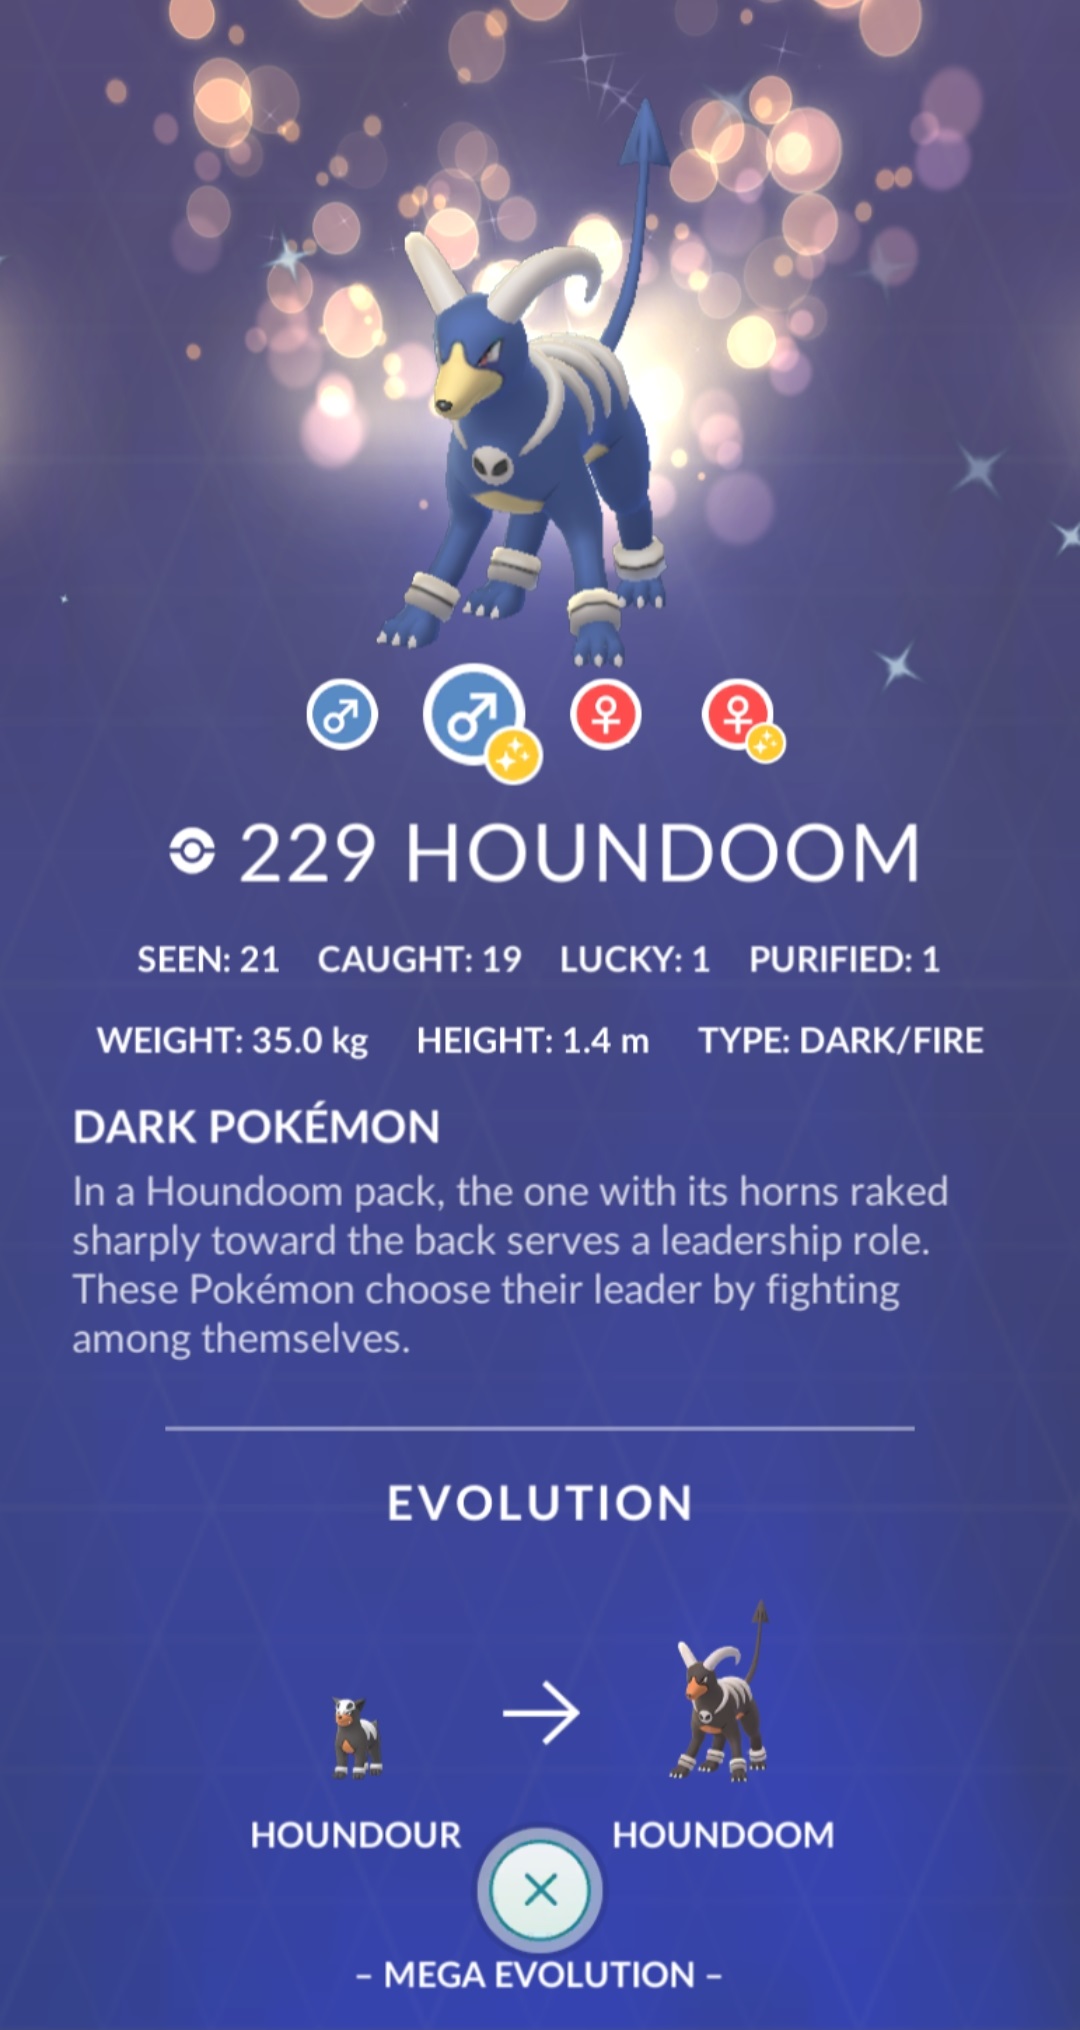 229 HOUNDOOM
SEEN: 21 CAUGHT: 19 LUCKY: 1 PURIFIED: 1
WEIGHT: 35.0 kg HEIGHT: 1.4 m TYPE: DARK/FIRE
DARK POKÉMON
In a Houndoom pack, the one with its horns raked
sharply toward the back serves a leadership role.
These Pokémon choose their leader by fighting
among themselves.
EVOLUTION
HOUNDOUR HOUNDOOM
– MEGA EVOLUTION –